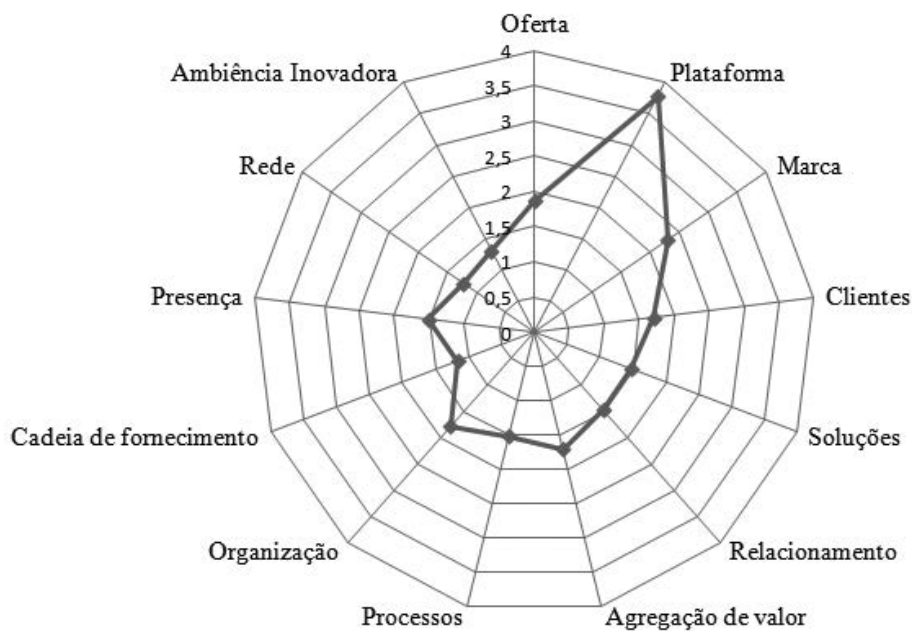 Oferta
Plataforma
Marca
Clientes
Soluções
Relacionamento
Agregação de valor
Processos
Organização
Cadeia de fornecimento
Presença
Rede
Ambiência Inovadora
4
3,5
3
2,5
2
1,5
1
0,5
0